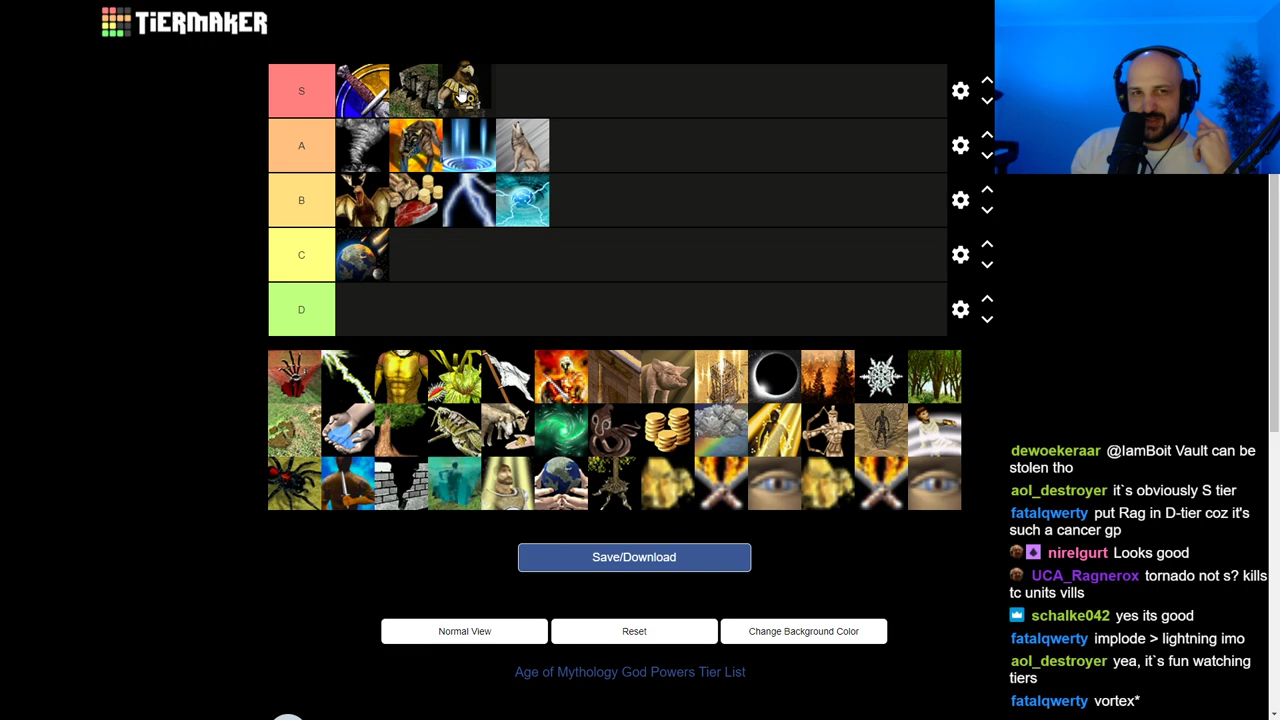 TiERMAKER
S
A
B
C
D
Save/Download
Normal View
Reset
Change Background Color
Age of Mythology God Powers Tier List
dewoekeraar @IamBoit Vault can be
stolen tho
aol_destroyer it`s obviously S tier
fatalqwerty put Rag in D-tier coz it's
such a cancer gp
nirelgurt Looks good
UCA_Ragnerox tornado not s? kills
tc units vills
schalke042 yes its good
fatalqwerty implode > lightning imo
aol_destroyer yea, it`s fun watching
tiers
fatalqwerty vortex*